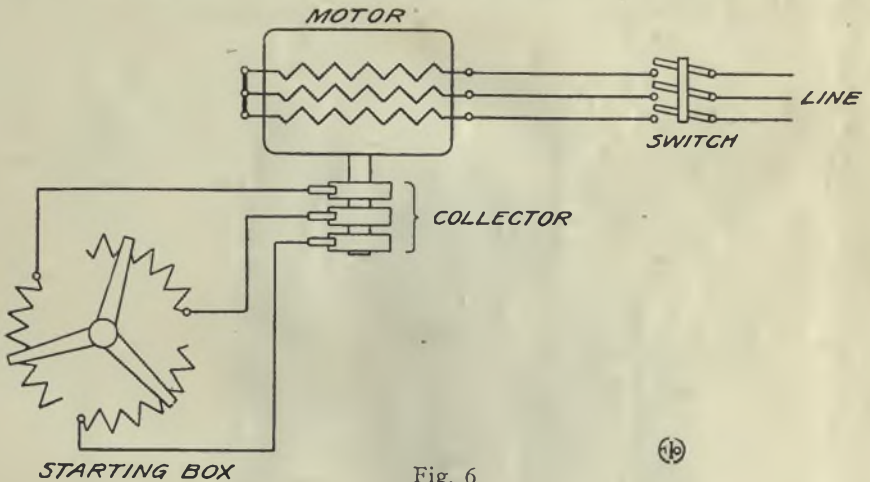 MOTOR
LINE
SWITCH
COLLECTOR
STARTING BOX
Fig. 6